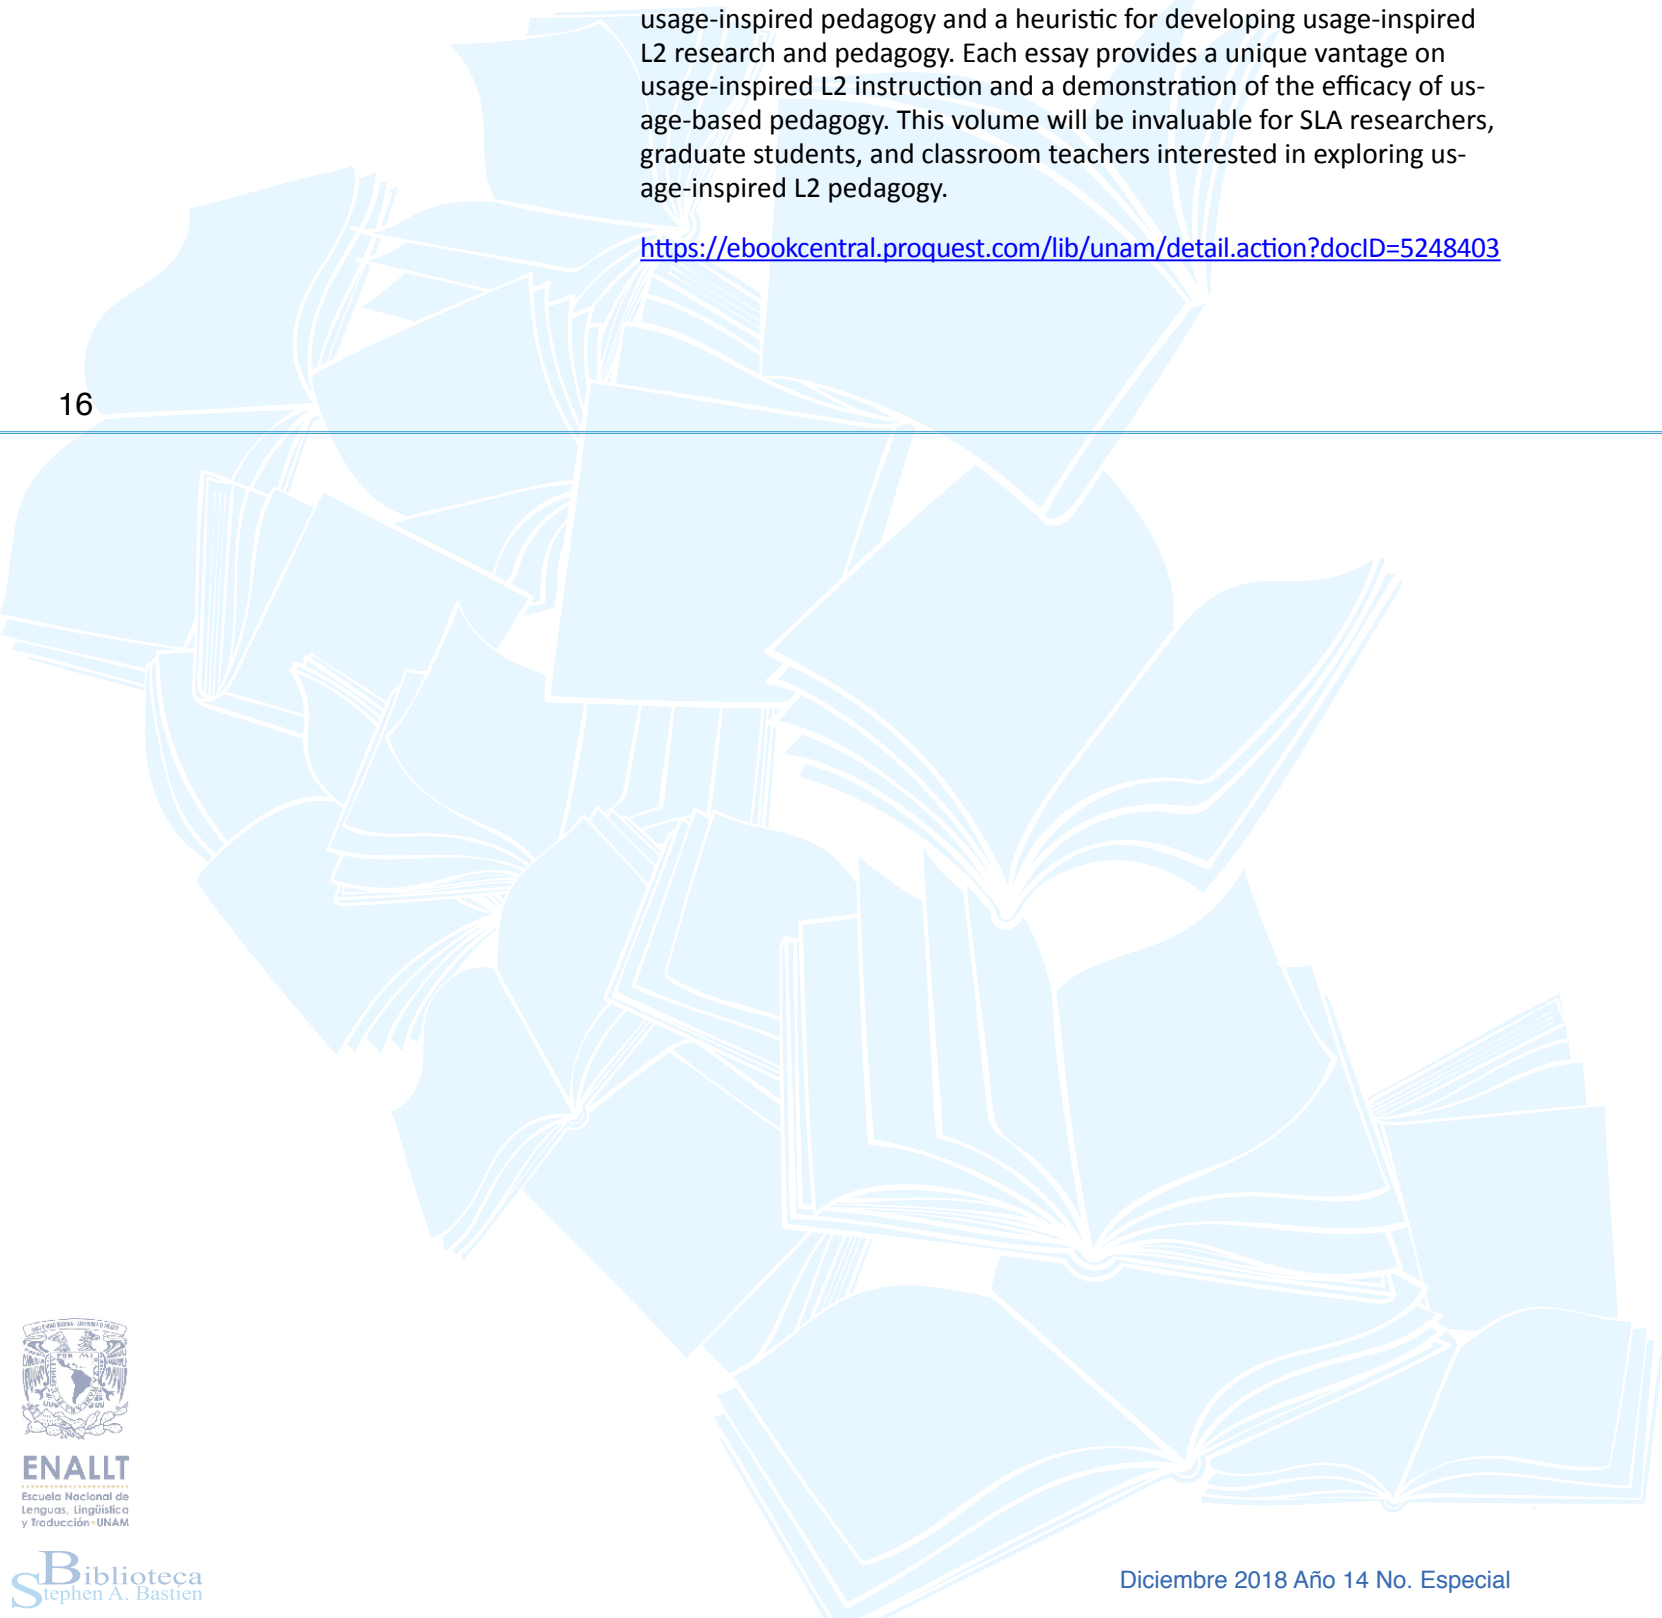 usage-inspired pedagogy and a heuristic for developing usage-inspired
L2 research and pedagogy. Each essay provides a unique vantage on
usage-inspired L2 instruction and a demonstration of the efficacy of us-
age-based pedagogy. This volume will be invaluable for SLA researchers,
graduate students, and classroom teachers interested in exploring us-
age-inspired L2 pedagogy.
https://ebookcentral.proquest.com/lib/unam/detail.action?docID=5248403
16
ENALLT
Escuela Nacional de
Lenguas, Lingüística
y Traducción-UNAM
Biblioteca
Stephen A. Bastien
Diciembre 2018 Año 14 No. Especial